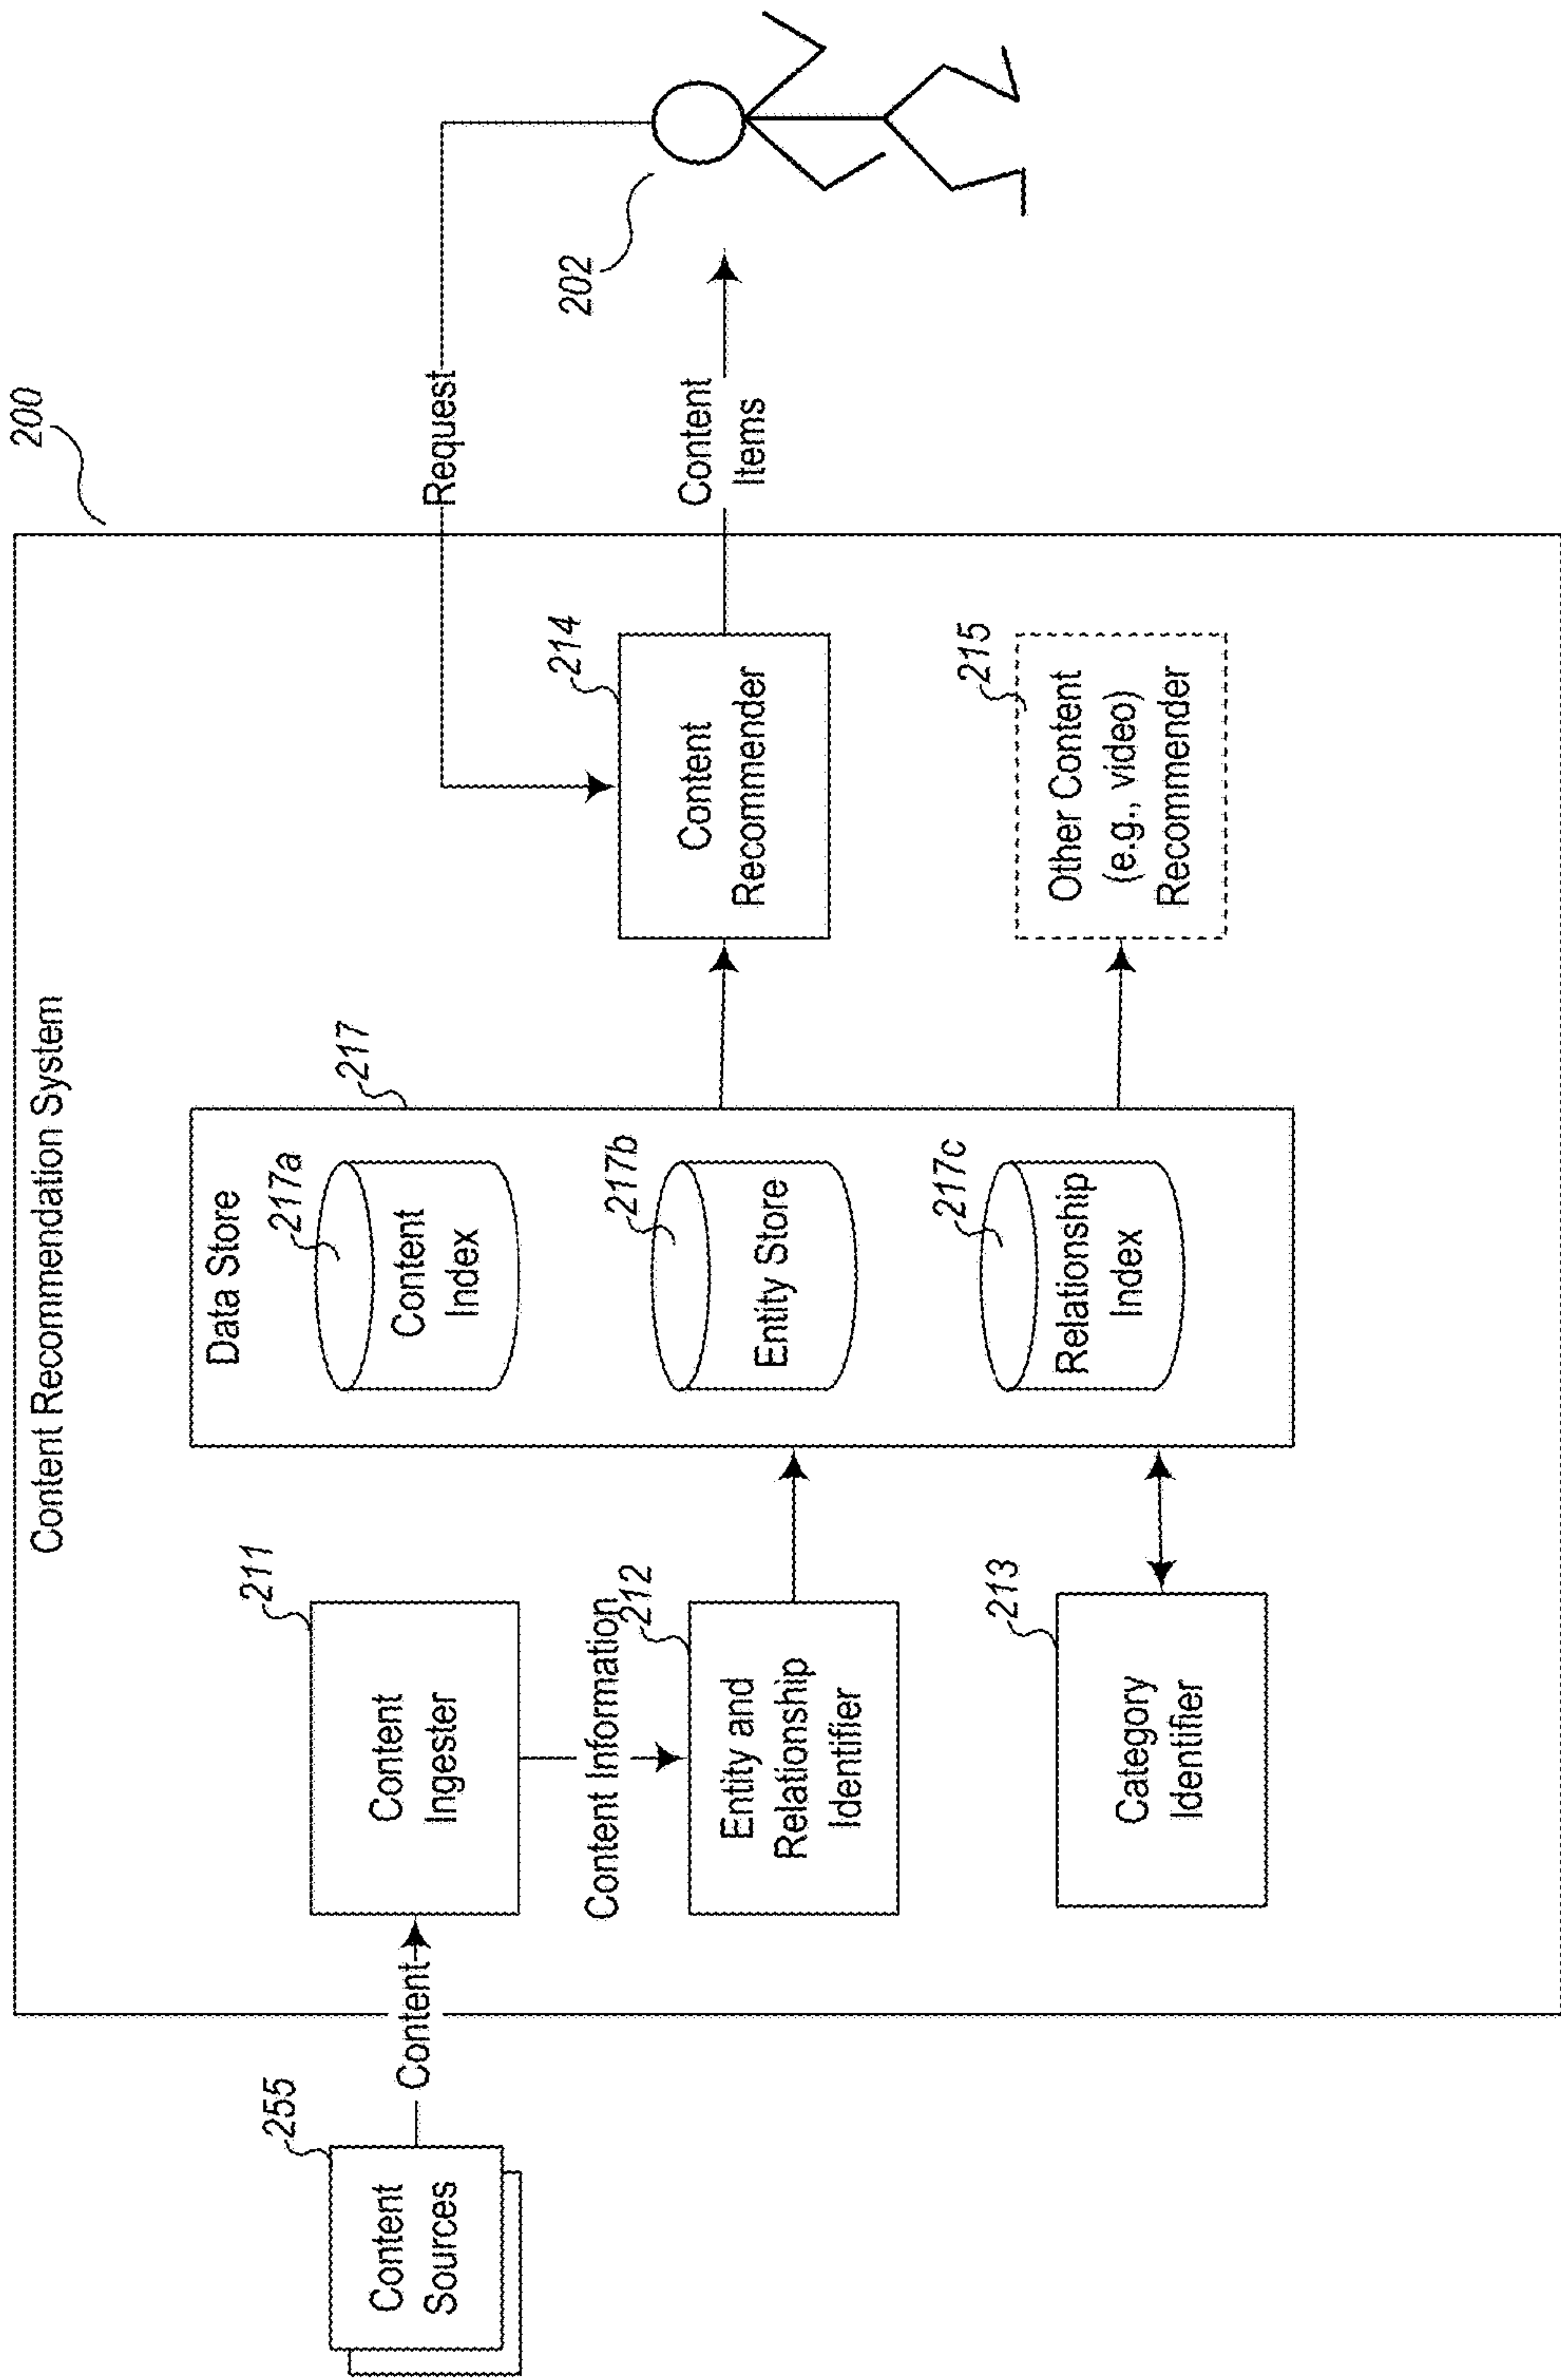 Content Recommendation System
200
255
Content
Sources
Content
211
Content
Ingester
Content Information
212
Entity and
Relationship
Identifier
213
Category
Identifier
Data Store
217
217a
Content
Index
217b
Entity Store
217c
Relationship
Index
214
Content
Recommender
215
Other Content
(e.g., video)
Recommender
Request
Content
Items
202